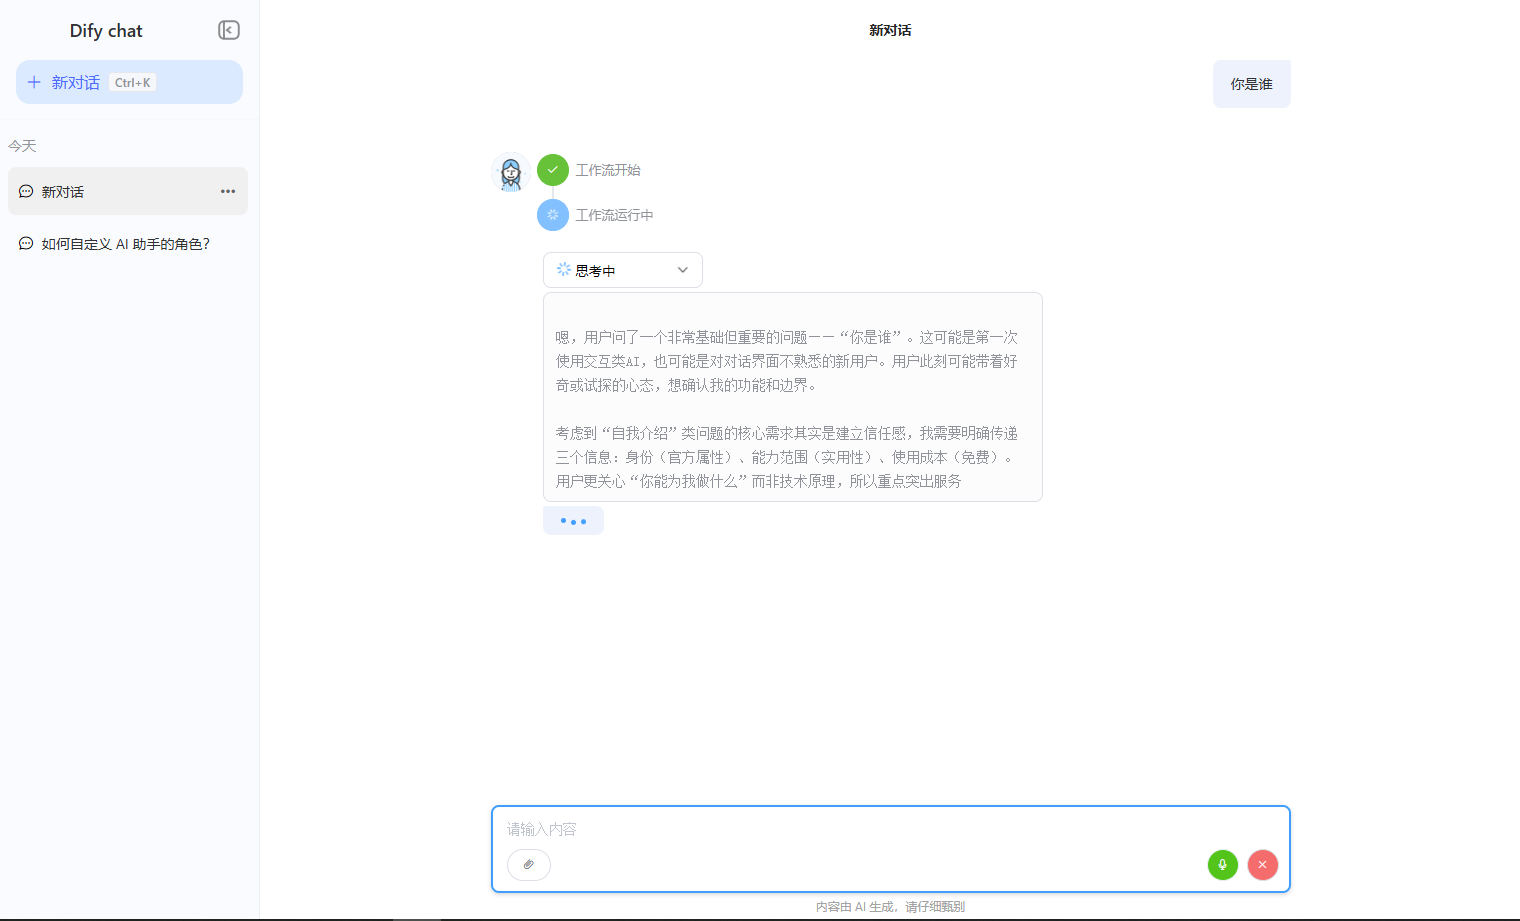 Dify chat
新对话 Ctrl+K
今天
新对话
如何自定义 AI 助手的角色?
新对话
你是谁
工作流开始
工作流运行中
思考中
嗯，用户问了一个非常基础但重要的问题——“你是谁”。这可能是第一次
使用交互类AI，也可能是对对话界面不熟悉的新用户。用户此刻可能带着好
奇或试探的心态，想确认我的功能和边界。
考虑到“自我介绍”类问题的核心需求其实是建立信任感，我需要明确传递
三个信息：身份（官方属性）、能力范围（实用性）、使用成本（免费）。
用户更关心“你能为我做什么”而非技术原理，所以重点突出服务
请输入内容
内容由 AI 生成，请仔细甄别